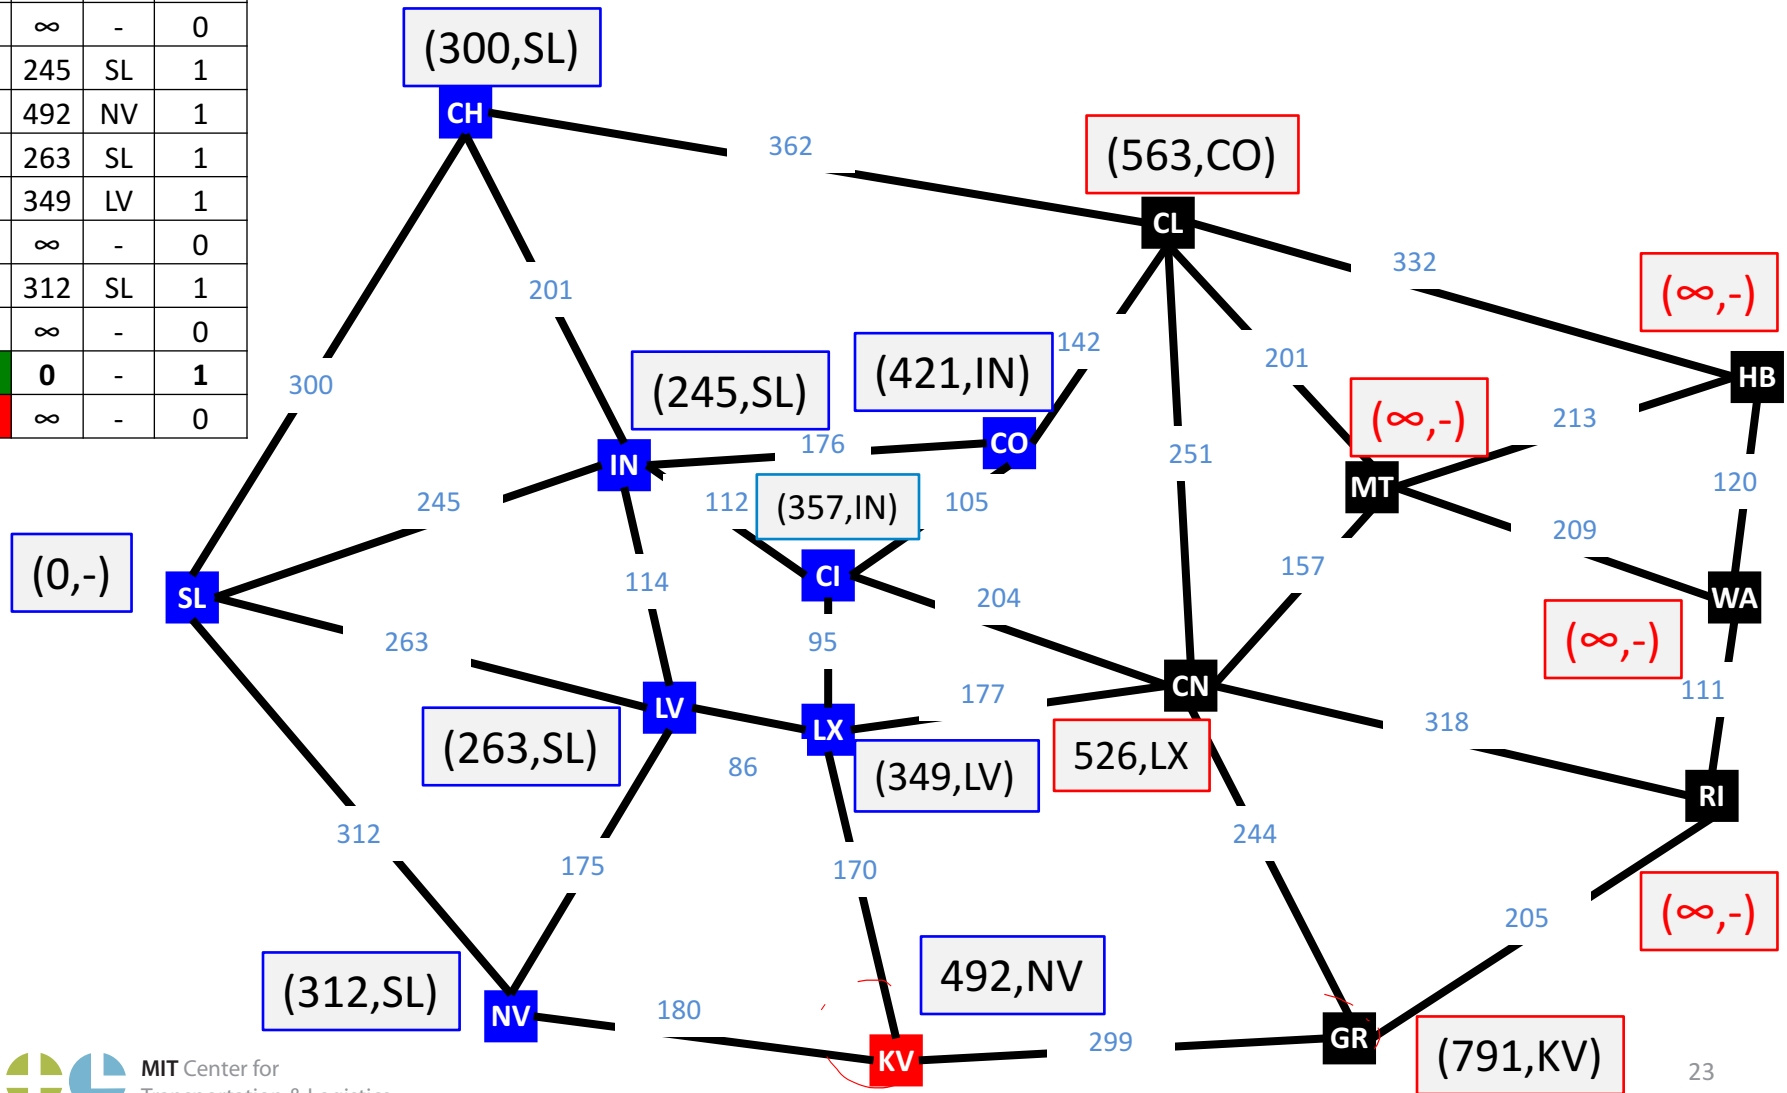 ∞ - 0
245 SL 1
492 NV 1
263 SL 1
349 LV 1
∞ - 0
312 SL 1
∞ - 0
0 - 1
∞ - 0
(300,SL)
CH
362
(563,CO)
CL
332
(∞,-)
HB
201
300
(245,SL)
(421,IN)
142
201
(∞,-)
213
IN
176
CO
251
MT
120
245
112
(357,IN)
105
209
(0,-)
SL
114
CI
204
157
WA
(∞,-)
263
95
177
CN
111
LV
(263,SL)
86
LX
(349,LV)
526,LX
318
RI
312
175
170
244
205
(∞,-)
(312,SL)
NV
180
492,NV
KV
299
GR
(791,KV)
MIT Center for
Transportation & Logistics
23